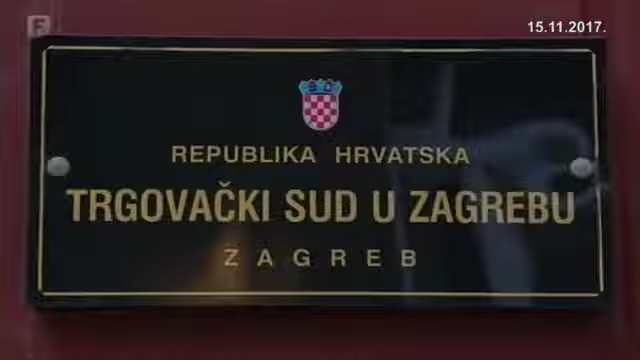 F
15.11.2017.
REPUBLIKA HRVATSKA
TRGOVAČKI SUD U ZAGREBU
ZAGREB